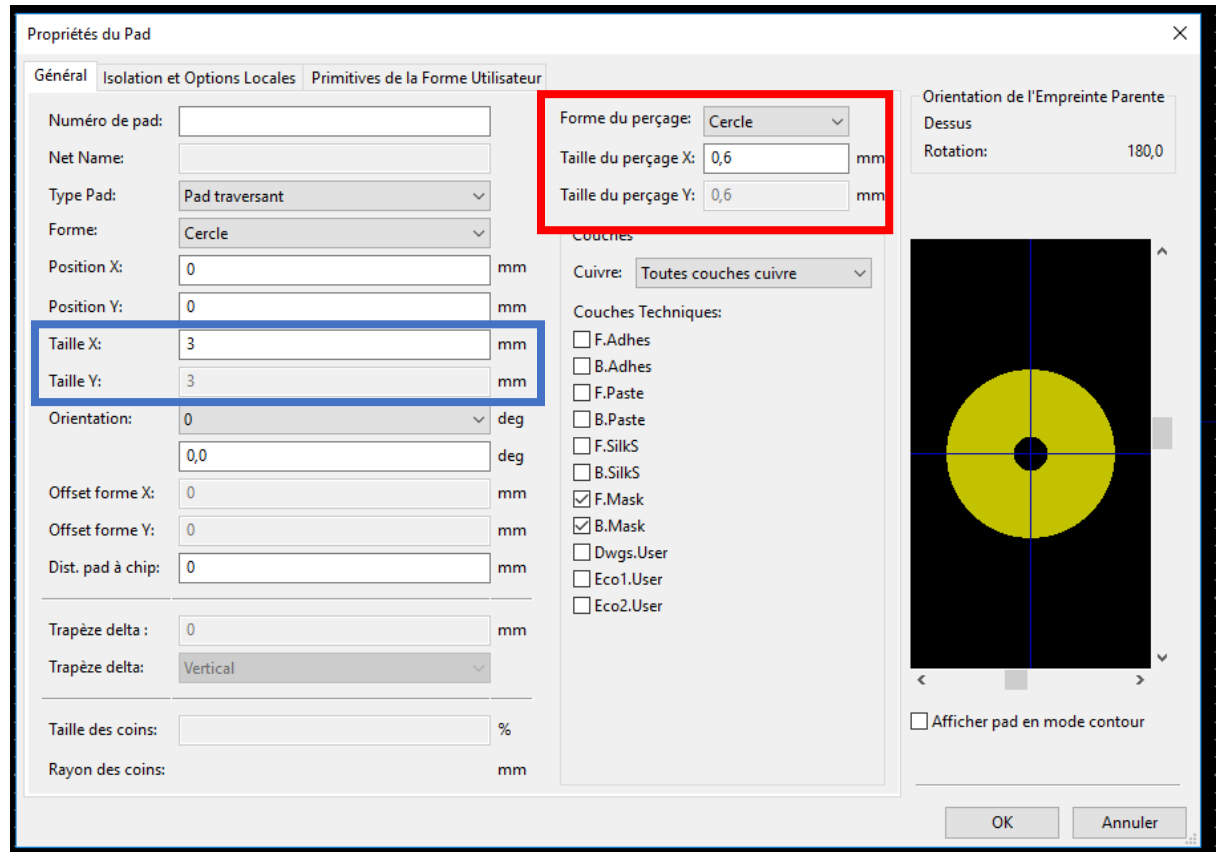 Propriétés du Pad
Général Isolation et Options Locales Primitives de la Forme Utilisateur
Numéro de pad:
Net Name:
Type Pad: Pad traversant
Forme: Cercle
Position X: 0 mm
Position Y: 0 mm
Taille X: 3 mm
Taille Y: 3 mm
Orientation: 0 deg
0,0 deg
Offset forme X: 0 mm
Offset forme Y: 0 mm
Dist. pad à chip: 0 mm
Trapèze delta : 0 mm
Trapèze delta: Vertical
Taille des coins: %
Rayon des coins: mm
Forme du perçage: Cercle
Taille du perçage X: 0,6 mm
Taille du perçage Y: 0,6 mm
Couches
Cuivre: Toutes couches cuivre
Couches Techniques:
F.Adhes
B.Adhes
F.Paste
B.Paste
F.SilkS
B.SilkS
F.Mask
B.Mask
Dwgs.User
Eco1.User
Eco2.User
Orientation de l'Empreinte Parente
Dessus
Rotation: 180,0
Afficher pad en mode contour
OK Annuler